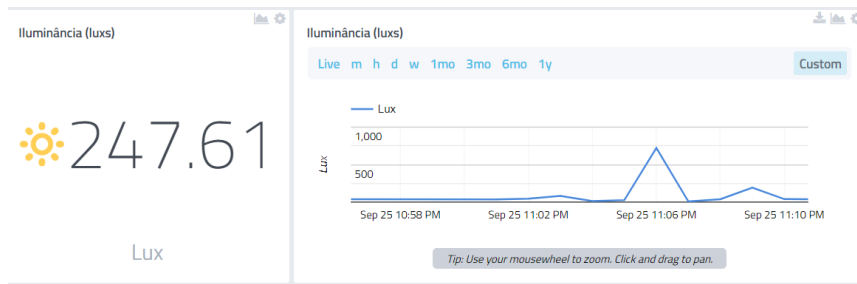 Iluminância (luxs)
247.61
Lux
Iluminância (luxs)
Live m h d w 1mo 3mo 6mo 1y Custom
Lux
1,000
500
Lux
Sep 25 10:58 PM Sep 25 11:02 PM Sep 25 11:06 PM Sep 25 11:10 PM
Tip: Use your mousewheel to zoom. Click and drag to pan.